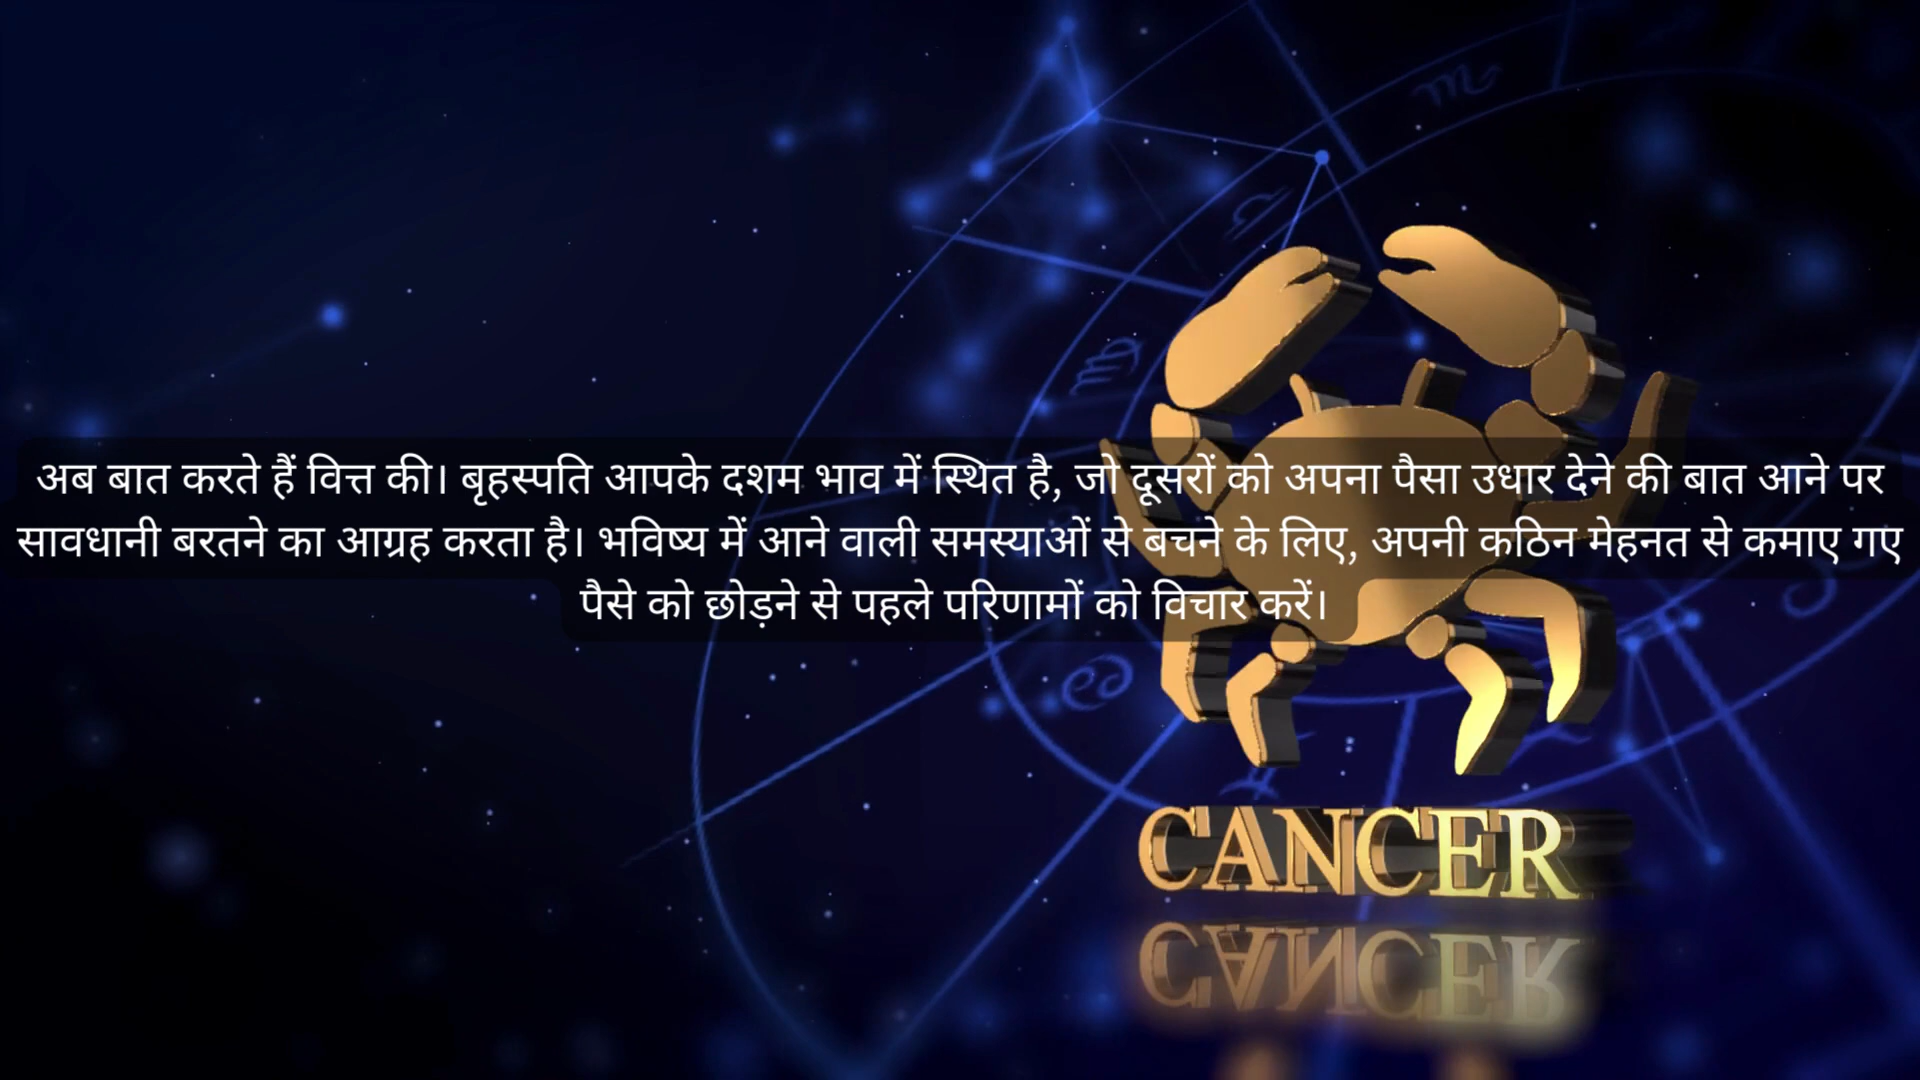 अब बात करते हैं वित्त की। बृहस्पति आपके दशम भाव में स्थित है, जो दूसरों को अपना पैसा उधार देने की बात आने पर
सावधानी बरतने का आग्रह करता है। भविष्य में आने वाली समस्याओं से बचने के लिए, अपनी कठिन मेहनत से कमाए गए
पैसे को छोड़ने से पहले परिणामों को विचार करें।
CANCER